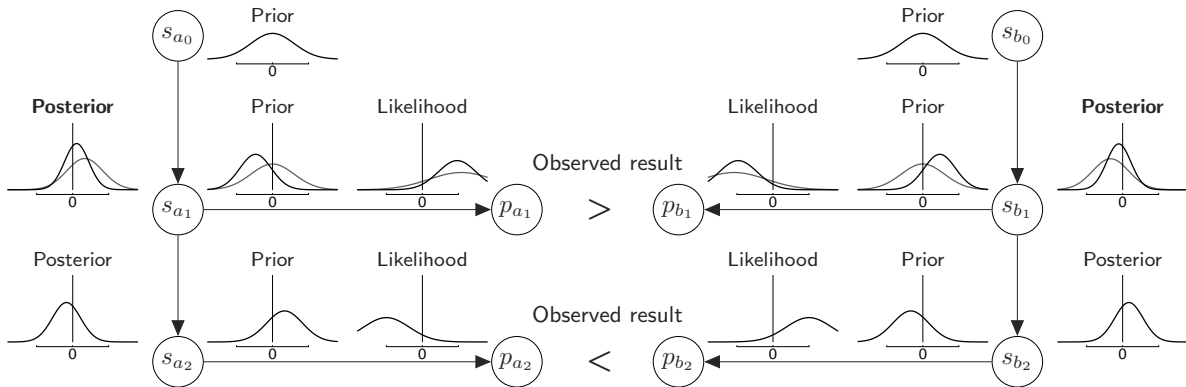 s_{a_0} Prior 0 Prior 0 s_{b_0}
Posterior Prior Likelihood Likelihood Prior Posterior
0 0 0 Observed result 0 0 0
s_{a_1} p_{a_1} > p_{b_1} s_{b_1}
Posterior Prior Likelihood Likelihood Prior Posterior
0 0 0 Observed result 0 0 0
s_{a_2} p_{a_2} < p_{b_2} s_{b_2}